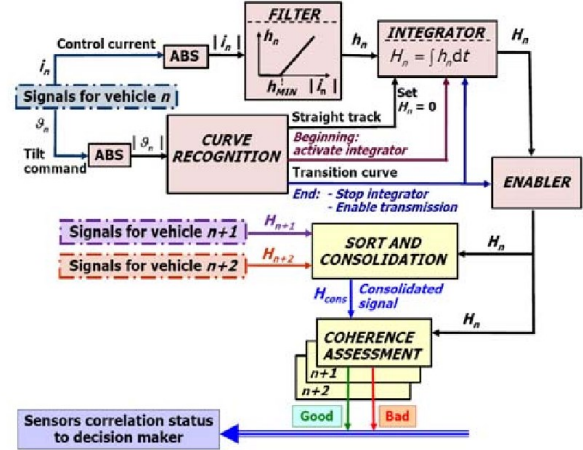 FILTER
h_n
h_MIN
|i_n|
Control current
ABS
|i_n|
h_n
INTEGRATOR
H_n = ∫ h_n dt
H_n
i_n
Signals for vehicle n
ϑ_n
Tilt
command
ABS
|ϑ_n|
CURVE
RECOGNITION
Straight track
Set
H_n = 0
Beginning:
activate integrator
Transition curve
End: - Stop integrator
- Enable transmission
ENABLER
Signals for vehicle n+1
H_n+1
Signals for vehicle n+2
H_n+2
SORT AND
CONSOLIDATION
H_n
H_cons
Consolidated
signal
H_n
COHERENCE
ASSESSMENT
n+1
n+2
Good
Bad
Sensors correlation status
to decision maker